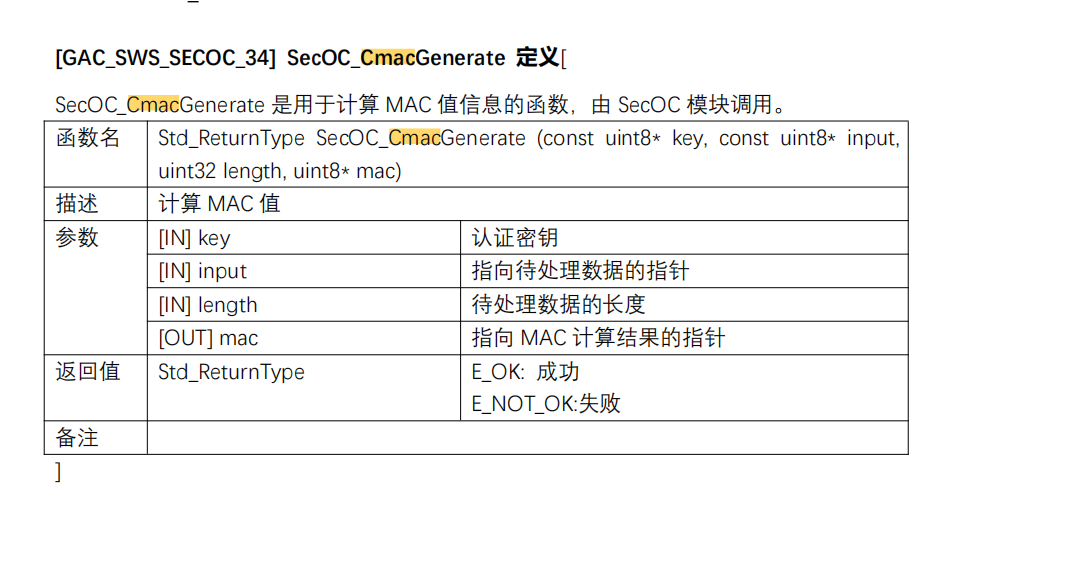 [GAC_SWS_SECOC_34] SecOC_CmacGenerate 定义[
SecOC_CmacGenerate 是用于计算 MAC 值信息的函数，由 SecOC 模块调用。
函数名 Std_ReturnType SecOC_CmacGenerate (const uint8* key, const uint8* input,
uint32 length, uint8* mac)
描述 计算 MAC 值
参数 [IN] key 认证密钥
[IN] input 指向待处理数据的指针
[IN] length 待处理数据的长度
[OUT] mac 指向 MAC 计算结果的指针
返回值 Std_ReturnType E_OK: 成功
E_NOT_OK:失败
备注
]